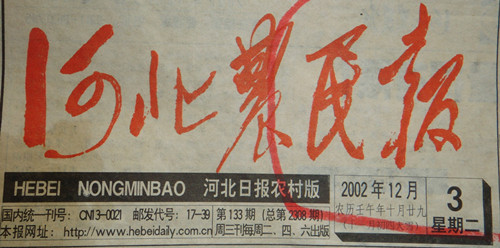 河北農民报
HEBEI NONGMINBAO 河北日报农村版
国内统一刊号:CN13-0021 邮发代号:17-39 第133期(总第2308期)
本报网址:http://www.hebeidaily.com.cn 周三刊每周二、四、六出版
2002年12月
农历壬午年十月廿九
3
星期二